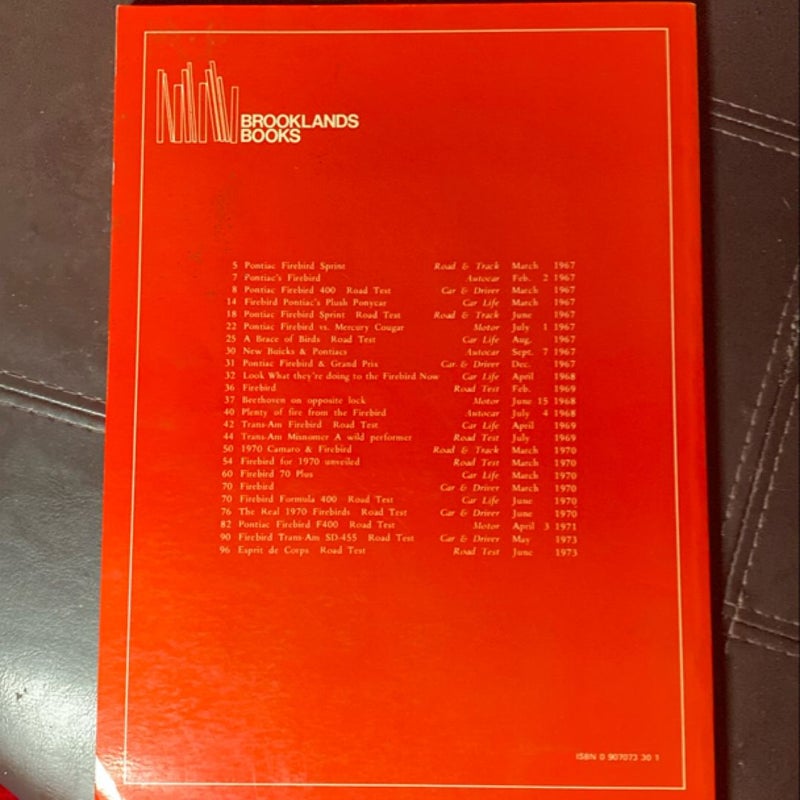 BROOKLANDS
BOOKS
5 Pontiac Firebird Sprint Road & Track March 1967
7 Pontiac's Firebird Autocar Feb. 2 1967
8 Pontiac Firebird 400 Road Test Car & Driver March 1967
14 Firebird Pontiac's Plush Ponycar Car Life March 1967
18 Pontiac Firebird Sprint Road Test Road & Track June 1967
22 Pontiac Firebird vs. Mercury Cougar Motor July 1 1967
25 A Brace of Birds Road Test Car Life Aug. 1967
30 New Buicks & Pontiacs Autocar Sept. 7 1967
31 Pontiac Firebird & Grand Prix Car & Driver Dec. 1967
32 Look What they're doing to the Firebird Now Car Life April 1968
36 Firebird Road Test Feb. 1969
37 Beethoven on opposite lock Motor June 15 1968
40 Plenty of fire from the Firebird Autocar July 4 1968
42 Trans-Am Firebird Road Test Car Life April 1969
44 Trans-Am Misnomer A wild performer Road Test July 1969
50 1970 Camaro & Firebird Road & Track March 1970
54 Firebird for 1970 unveiled Road Test March 1970
60 Firebird 70 Plus Car Life March 1970
70 Firebird Car & Driver March 1970
70 Firebird Formula 400 Road Test Car Life June 1970
76 The Real 1970 Firebirds Road Test Car & Driver June 1970
82 Pontiac Firebird F400 Road Test Motor April 3 1971
90 Firebird Trans-Am SD-455 Road Test Car & Driver May 1973
96 Esprit de Corps Road Test Road Test June 1973
ISBN 0 907073 30 1